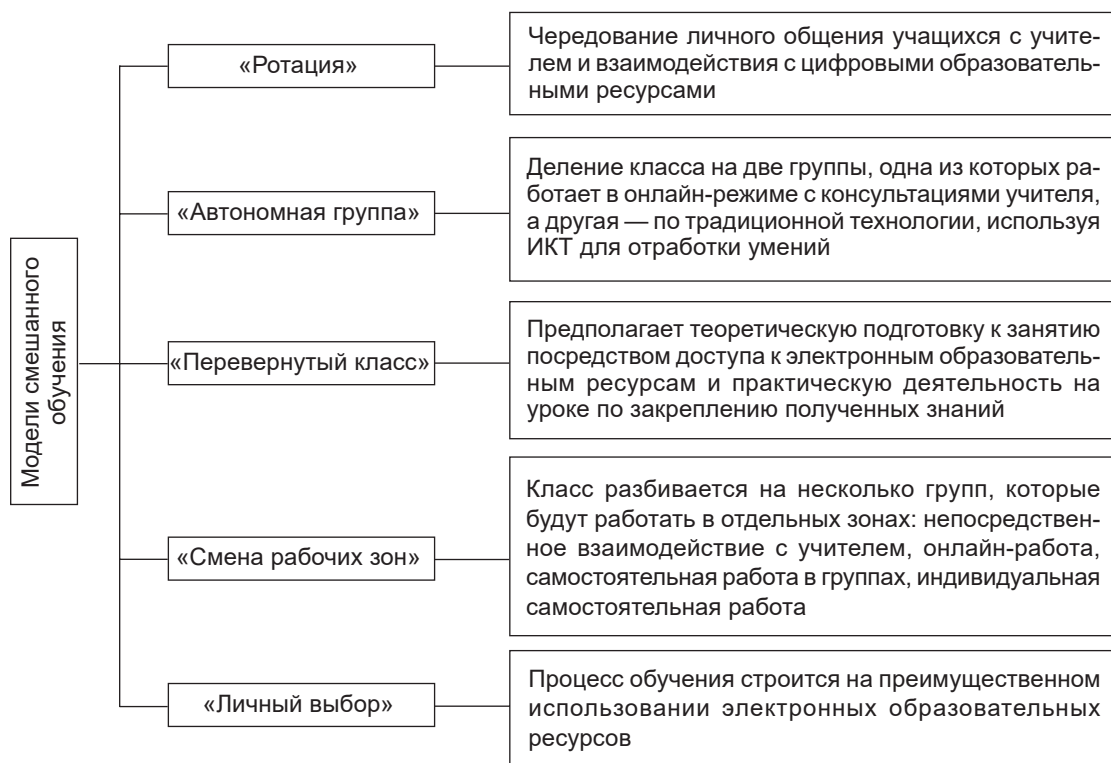 Модели смешанного
обучения
«Ротация»
Чередование личного общения учащихся с учите-
лем и взаимодействия с цифровыми образователь-
ными ресурсами
«Автономная группа»
Деление класса на две группы, одна из которых ра-
ботает в онлайн-режиме с консультациями учителя,
а другая — по традиционной технологии, используя
ИКТ для отработки умений
«Перевернутый класс»
Предполагает теоретическую подготовку к занятию
посредством доступа к электронным образователь-
ным ресурсам и практическую деятельность на
уроке по закреплению полученных знаний
«Смена рабочих зон»
Класс разбивается на несколько групп, которые
будут работать в отдельных зонах: непосредствен-
ное взаимодействие с учителем, онлайн-работа,
самостоятельная работа в группах, индивидуальная
самостоятельная работа
«Личный выбор»
Процесс обучения строится на преимущественном
использовании электронных образовательных
ресурсов